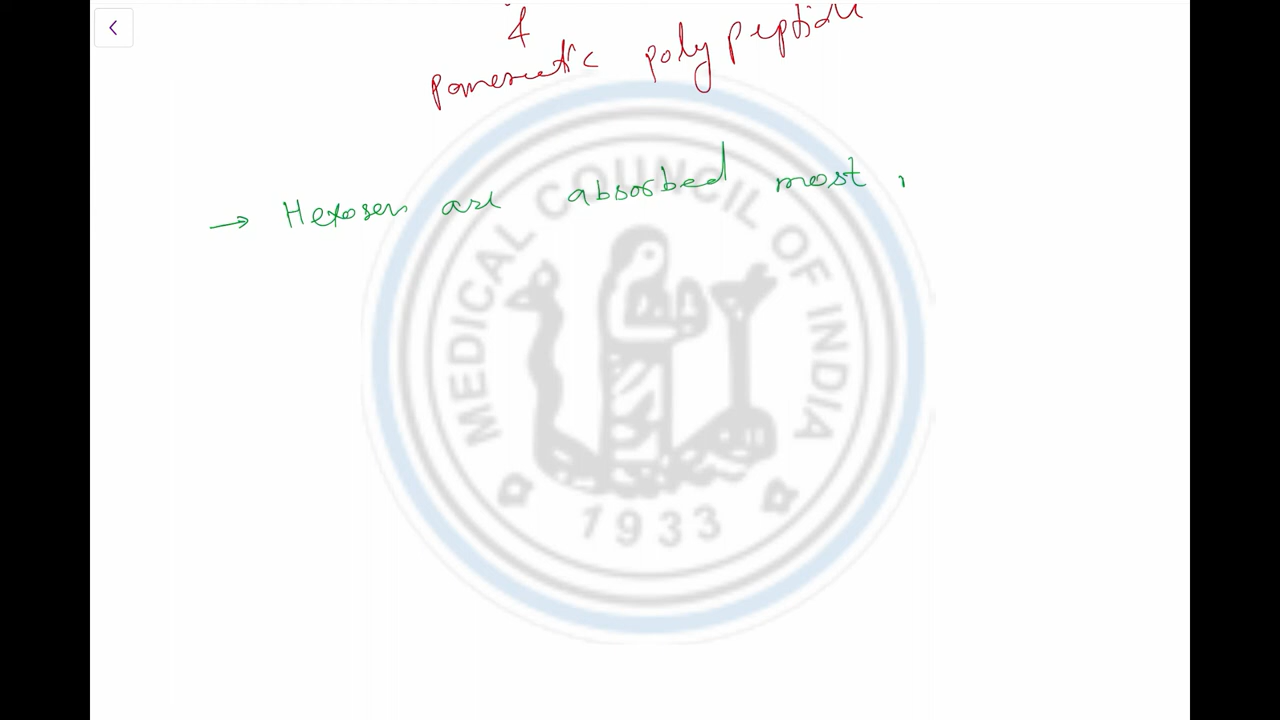 &
pancreatic polypeptide
→ Hexoses are absorbed most
MEDICAL COUNCIL OF INDIA
1933